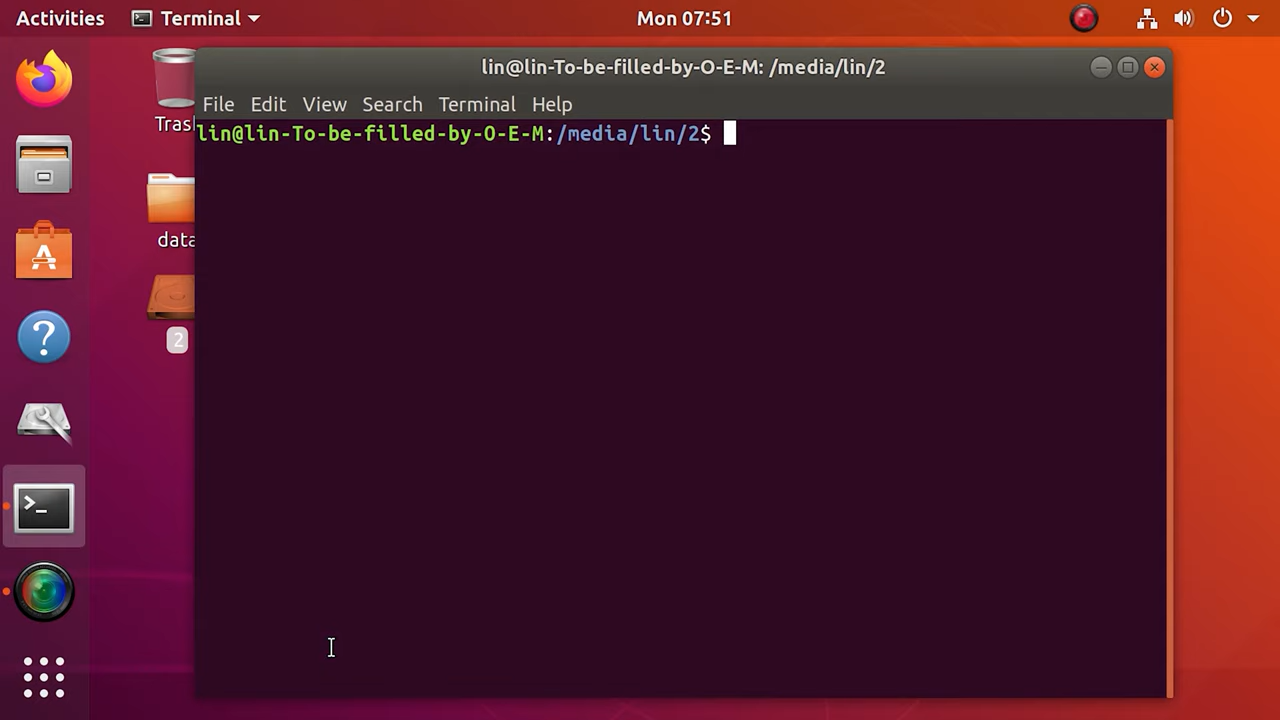 Activities Terminal Mon 07:51
lin@lin-To-be-filled-by-O-E-M: /media/lin/2
File Edit View Search Terminal Help
lin@lin-To-be-filled-by-O-E-M:/media/lin/2$
Tras
data
2